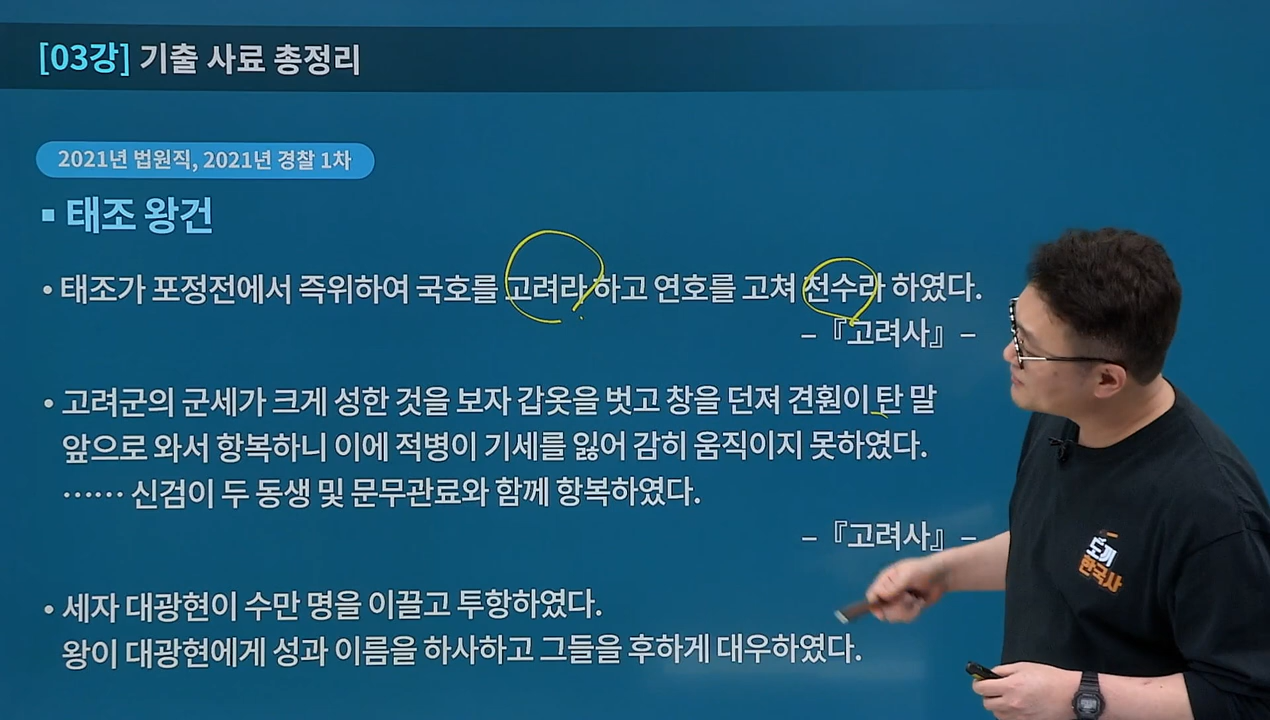 [03강] 기출 사료 총정리
2021년 법원직, 2021년 경찰 1차
▪ 태조 왕건
• 태조가 포정전에서 즉위하여 국호를 고려라 하고 연호를 고쳐 천수라 하였다.
– 『고려사』 –
• 고려군의 군세가 크게 성한 것을 보자 갑옷을 벗고 창을 던져 견훤이 탄 말
앞으로 와서 항복하니 이에 적병이 기세를 잃어 감히 움직이지 못하였다.
…… 신검이 두 동생 및 문무관료와 함께 항복하였다.
– 『고려사』 –
• 세자 대광현이 수만 명을 이끌고 투항하였다.
왕이 대광현에게 성과 이름을 하사하고 그들을 후하게 대우하였다.
도끼
한국사